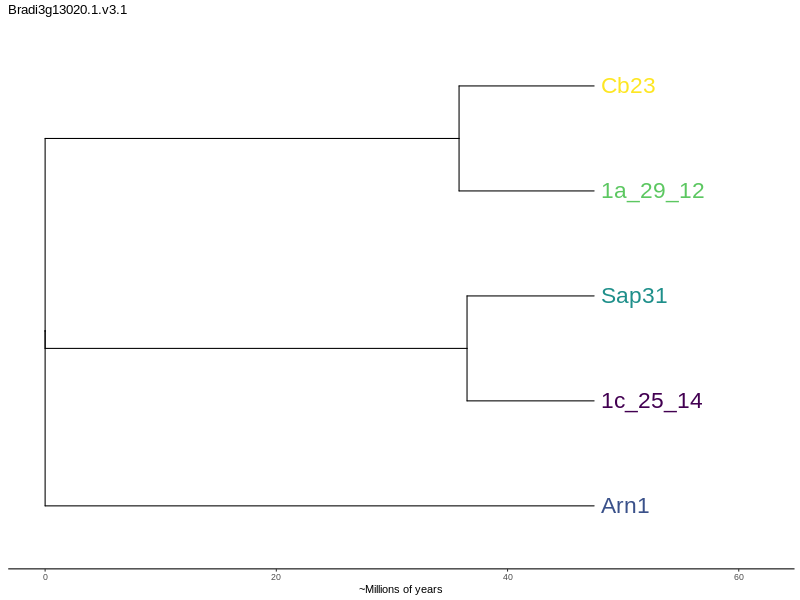 Bradi3g13020.1.v3.1
Cb23
1a_29_12
Sap31
1c_25_14
Arn1
0 20 40 60
~Millions of years